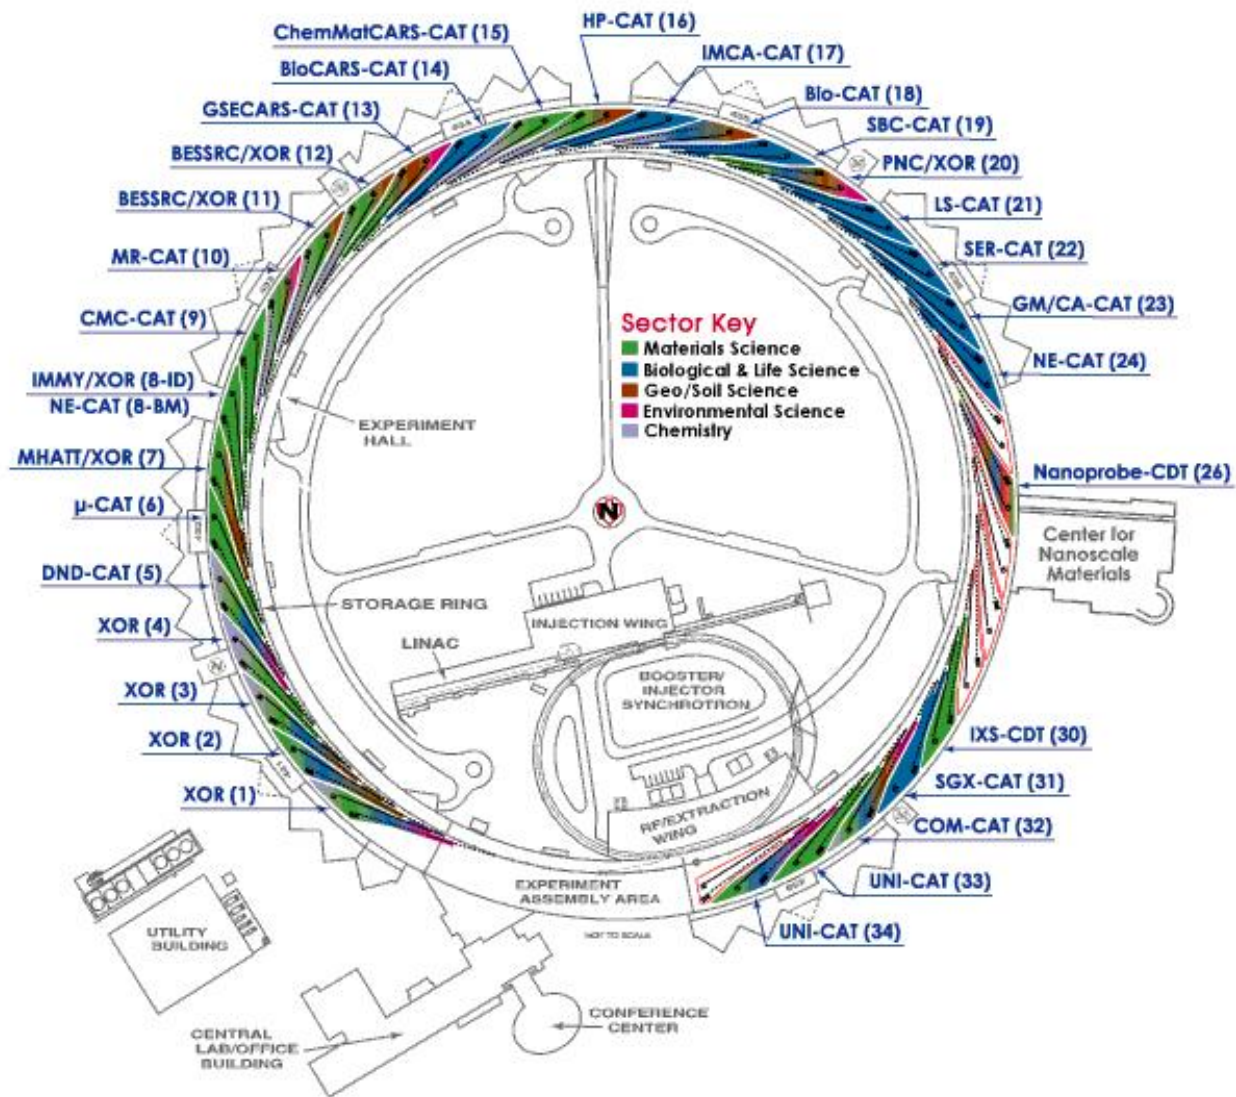 HP-CAT (16)
ChemMatCARS-CAT (15)
IMCA-CAT (17)
BioCARS-CAT (14)
Bio-CAT (18)
GSECARS-CAT (13)
SBC-CAT (19)
BESSRC/XOR (12)
PNC/XOR (20)
BESSRC/XOR (11)
LS-CAT (21)
MR-CAT (10)
SER-CAT (22)
CMC-CAT (9)
GM/CA-CAT (23)
Sector Key
Materials Science
Biological & Life Science
Geo/Soil Science
Environmental Science
Chemistry
IMMY/XOR (8-ID)
NE-CAT (8-BM)
NE-CAT (24)
EXPERIMENT
HALL
MHATT/XOR (7)
Nanoprobe-CDT (26)
µ-CAT (6)
N
Center for
Nanoscale
Materials
DND-CAT (5)
STORAGE RING
INJECTION WING
XOR (4)
LINAC
BOOSTER/
INJECTOR
SYNCHROTRON
XOR (3)
XOR (2)
IXS-CDT (30)
XOR (1)
SGX-CAT (31)
RF/EXTRACTION
WING
COM-CAT (32)
EXPERIMENT
ASSEMBLY AREA
UNI-CAT (33)
UTILITY
BUILDING
NOT TO SCALE
UNI-CAT (34)
CONFERENCE
CENTER
CENTRAL
LAB/OFFICE
BUILDING